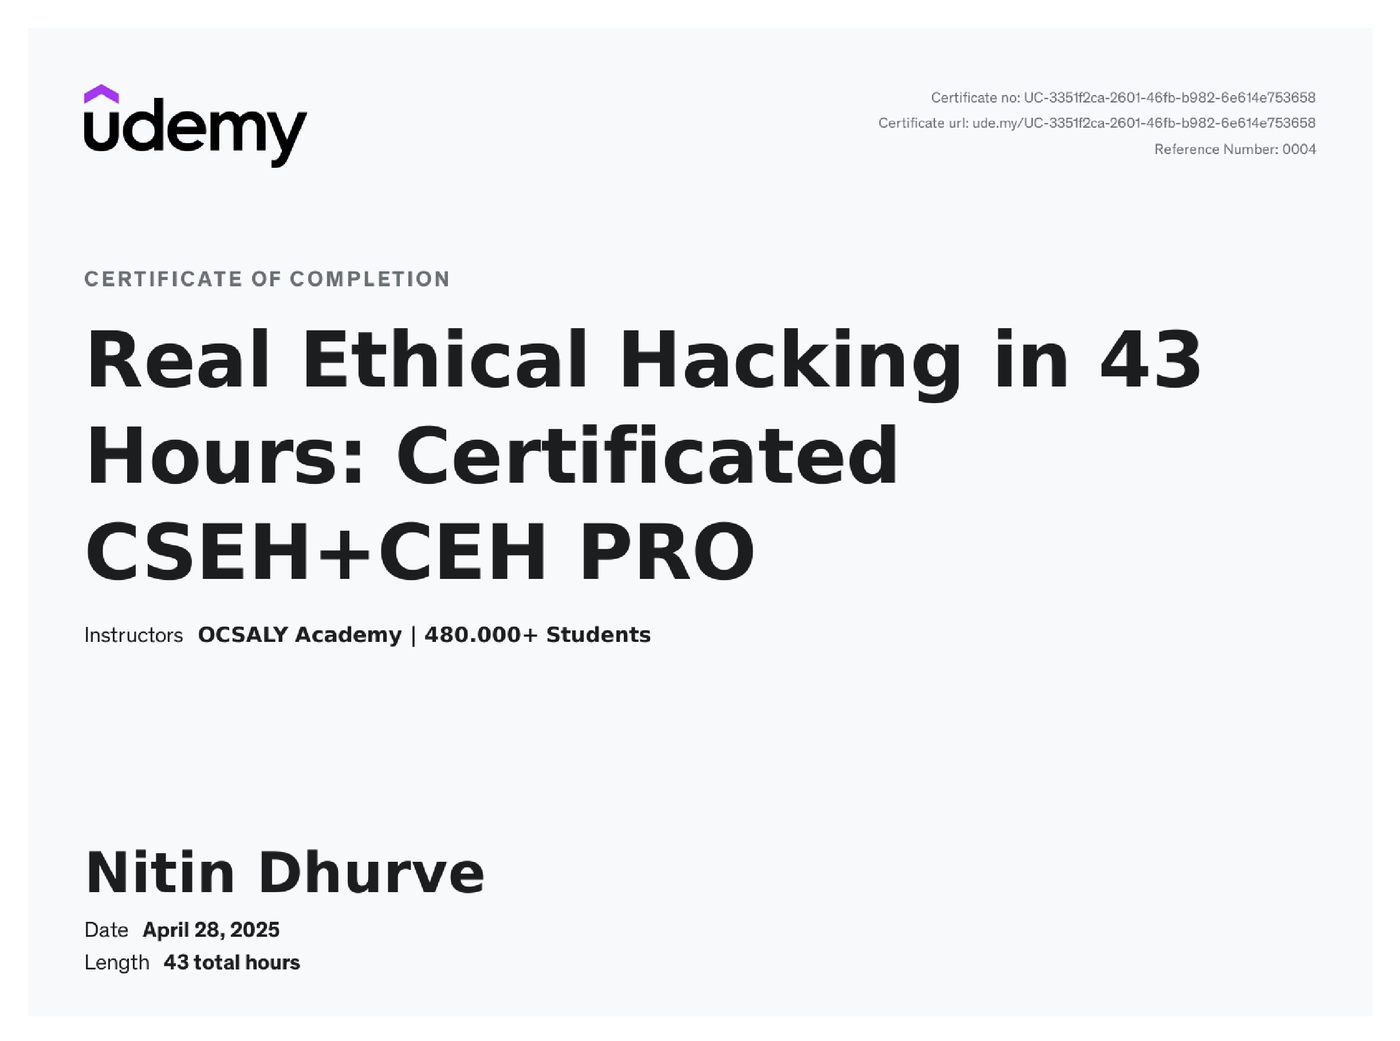 udemy
Certificate no: UC-3351f2ca-2601-46fb-b982-6e614e753658
Certificate url: ude.my/UC-3351f2ca-2601-46fb-b982-6e614e753658
Reference Number: 0004
CERTIFICATE OF COMPLETION
Real Ethical Hacking in 43
Hours: Certificated
CSEH+CEH PRO
Instructors OCSALY Academy | 480.000+ Students
Nitin Dhurve
Date April 28, 2025
Length 43 total hours